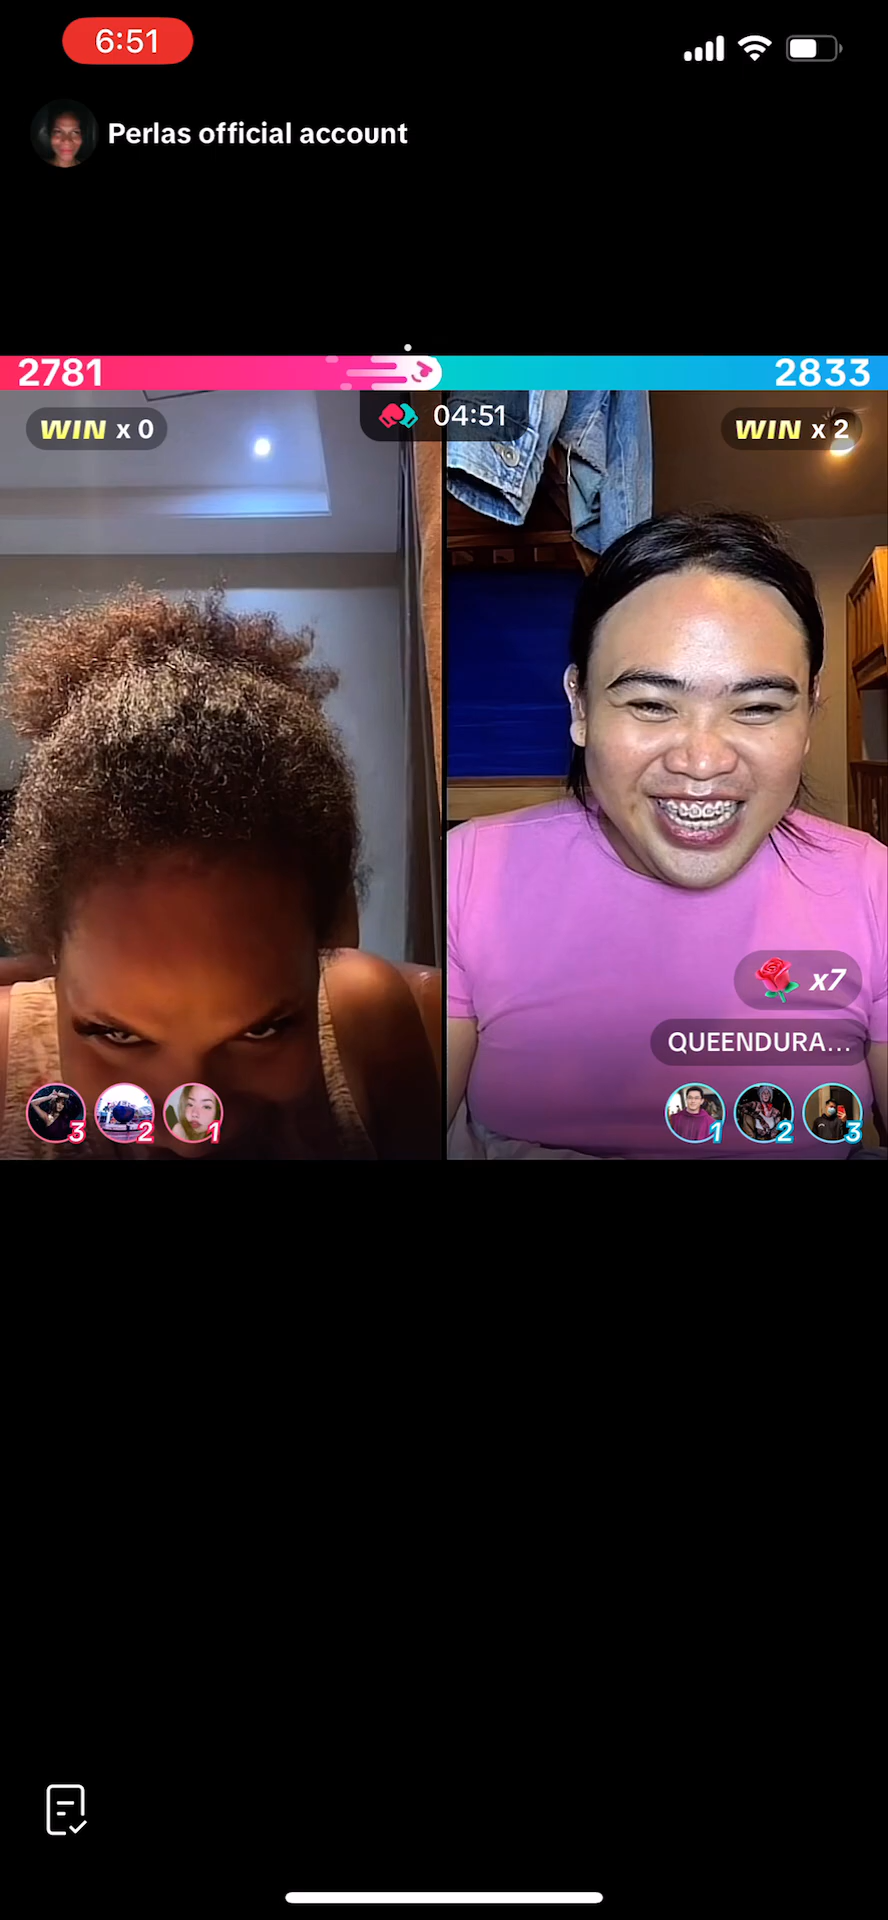 6:51
Perlas official account
2781
2833
WIN x 0
04:51
WIN x 2
x7
QUEENDURA...
3
2
1
1
2
3